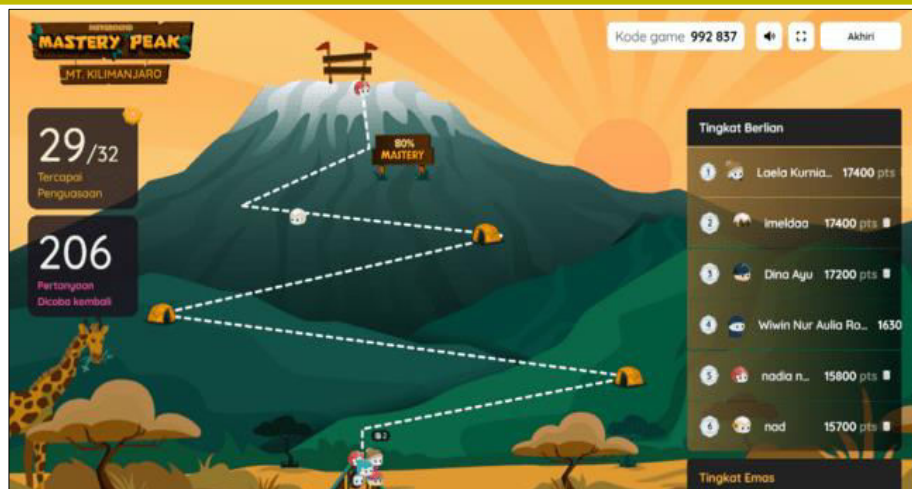 MASTERY PEAK
MT. KILIMANJARO
Kode game 992 837
Akhiri
29/32
Tercapai
Penguasaan
206
Pertanyaan
Dicoba kembali
80%
MASTERY
2
Tingkat Berlian
1 Laela Kurnia... 17400 pts
2 imeldaa 17400 pts
3 Dina Ayu 17200 pts
4 Wiwin Nur Aulia Ro... 1630
5 nadia n... 15800 pts
6 nad 15700 pts
Tingkat Emas